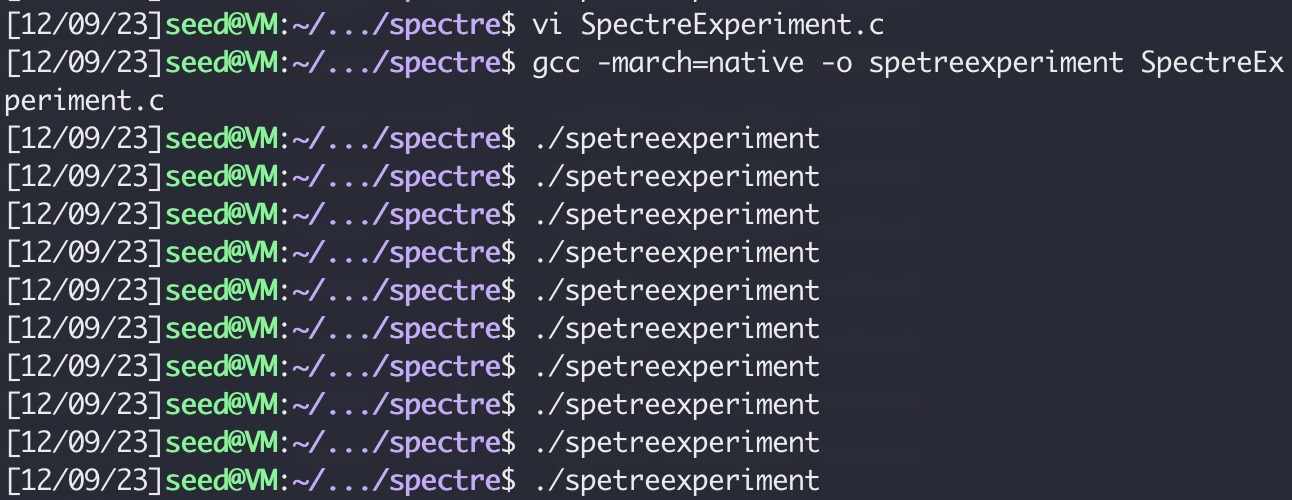 [12/09/23]seed@VM:~/.../spectre$ vi SpectreExperiment.c
[12/09/23]seed@VM:~/.../spectre$ gcc -march=native -o spetreexperiment SpectreEx
periment.c
[12/09/23]seed@VM:~/.../spectre$ ./spetreexperiment
[12/09/23]seed@VM:~/.../spectre$ ./spetreexperiment
[12/09/23]seed@VM:~/.../spectre$ ./spetreexperiment
[12/09/23]seed@VM:~/.../spectre$ ./spetreexperiment
[12/09/23]seed@VM:~/.../spectre$ ./spetreexperiment
[12/09/23]seed@VM:~/.../spectre$ ./spetreexperiment
[12/09/23]seed@VM:~/.../spectre$ ./spetreexperiment
[12/09/23]seed@VM:~/.../spectre$ ./spetreexperiment
[12/09/23]seed@VM:~/.../spectre$ ./spetreexperiment
[12/09/23]seed@VM:~/.../spectre$ ./spetreexperiment